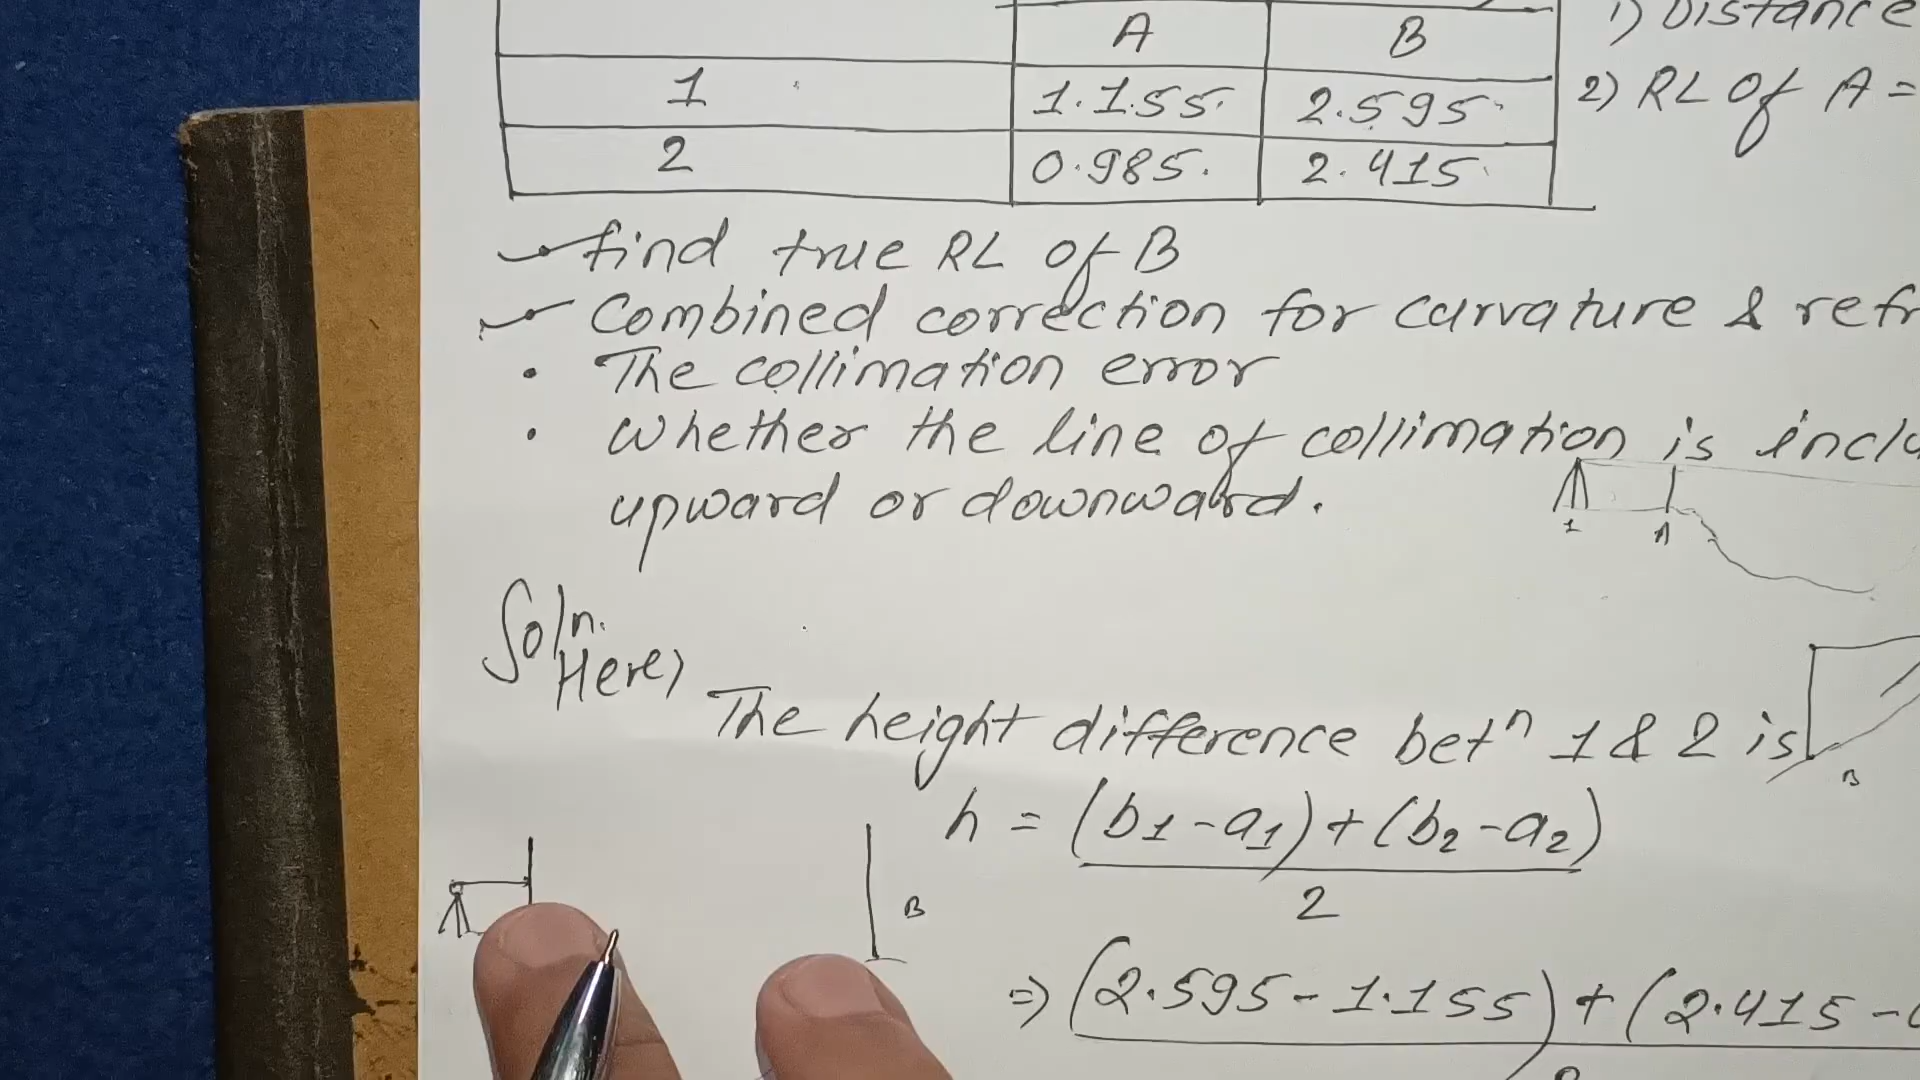 A B
1) Distance
1 1.155 2.595
2) RL of A =
2 0.985 2.415
find true RL of B
Combined correction for curvature & refr
• The collimation error
• Whether the line of collimation is inclu
upward or downward.
1 A
Soln.
Here,
The height difference betn 1 & 2 is
B
h = (b1-a1)+(b2-a2)
2
B
=> (2.595-1.155)+(2.415-